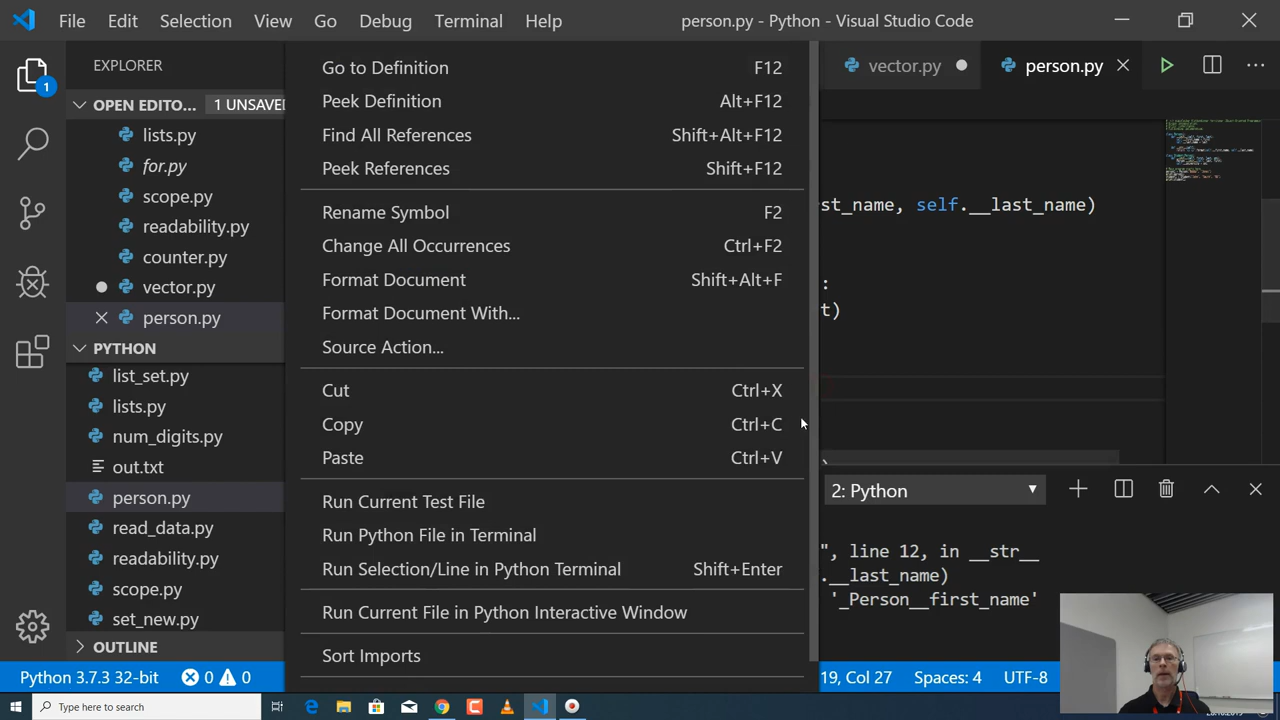 File Edit Selection View Go Debug Terminal Help person.py - Python - Visual Studio Code
EXPLORER
1
OPEN EDITO... 1 UNSAVED
lists.py
for.py
scope.py
readability.py
counter.py
vector.py
person.py
PYTHON
list_set.py
lists.py
num_digits.py
out.txt
person.py
read_data.py
readability.py
scope.py
set_new.py
OUTLINE
Go to Definition F12
Peek Definition Alt+F12
Find All References Shift+Alt+F12
Peek References Shift+F12
Rename Symbol F2
Change All Occurrences Ctrl+F2
Format Document Shift+Alt+F
Format Document With...
Source Action...
Cut Ctrl+X
Copy Ctrl+C
Paste Ctrl+V
Run Current Test File
Run Python File in Terminal
Run Selection/Line in Python Terminal Shift+Enter
Run Current File in Python Interactive Window
Sort Imports
vector.py person.py
st_name, self.__last_name)
:
t)
)
2: Python
", line 12, in __str__
.__last_name)
'_Person__first_name'
Python 3.7.3 32-bit 0 0 19, Col 27 Spaces: 4 UTF-8
Type here to search